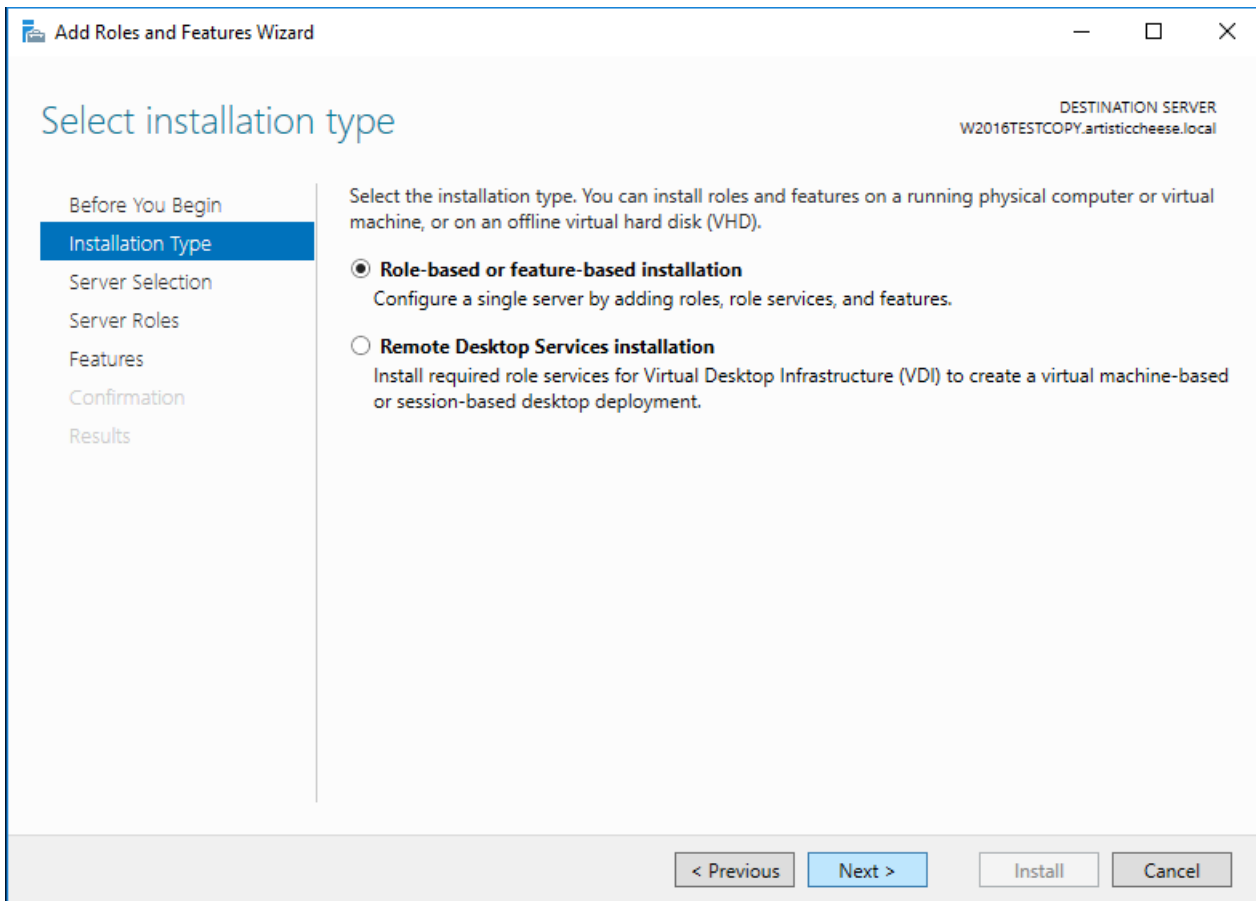 Add Roles and Features Wizard
Select installation type
DESTINATION SERVER
W2016TESTCOPY.artisticcheese.local
Before You Begin
Installation Type
Server Selection
Server Roles
Features
Confirmation
Results
Select the installation type. You can install roles and features on a running physical computer or virtual
machine, or on an offline virtual hard disk (VHD).
Role-based or feature-based installation
Configure a single server by adding roles, role services, and features.
Remote Desktop Services installation
Install required role services for Virtual Desktop Infrastructure (VDI) to create a virtual machine-based
or session-based desktop deployment.
< Previous
Next >
Install
Cancel